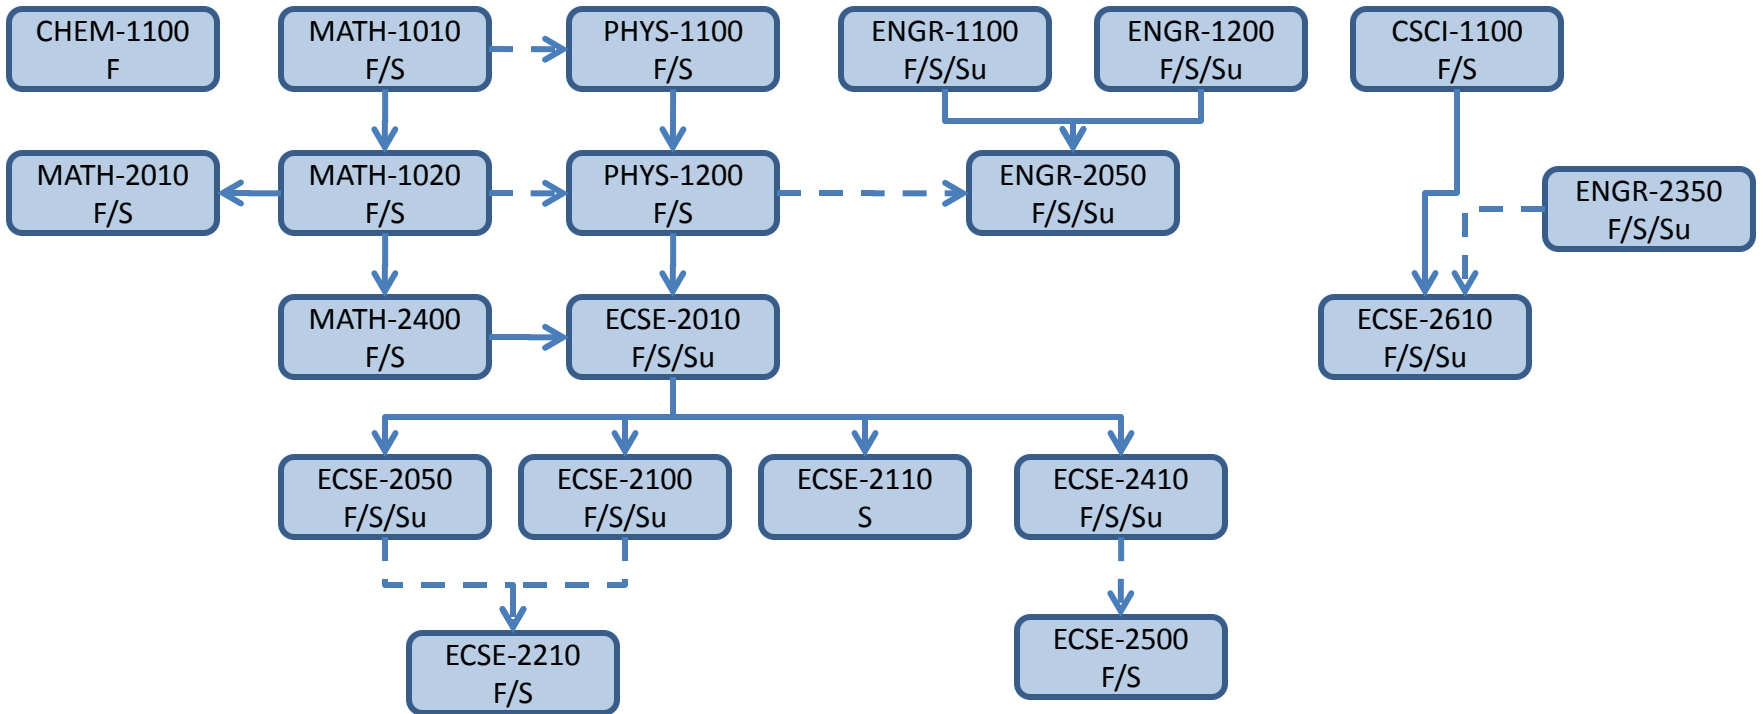 CHEM-1100
F
MATH-1010
F/S
PHYS-1100
F/S
ENGR-1100
F/S/Su
ENGR-1200
F/S/Su
CSCI-1100
F/S
MATH-2010
F/S
MATH-1020
F/S
PHYS-1200
F/S
ENGR-2050
F/S/Su
ENGR-2350
F/S/Su
MATH-2400
F/S
ECSE-2010
F/S/Su
ECSE-2610
F/S/Su
ECSE-2050
F/S/Su
ECSE-2100
F/S/Su
ECSE-2110
S
ECSE-2410
F/S/Su
ECSE-2210
F/S
ECSE-2500
F/S